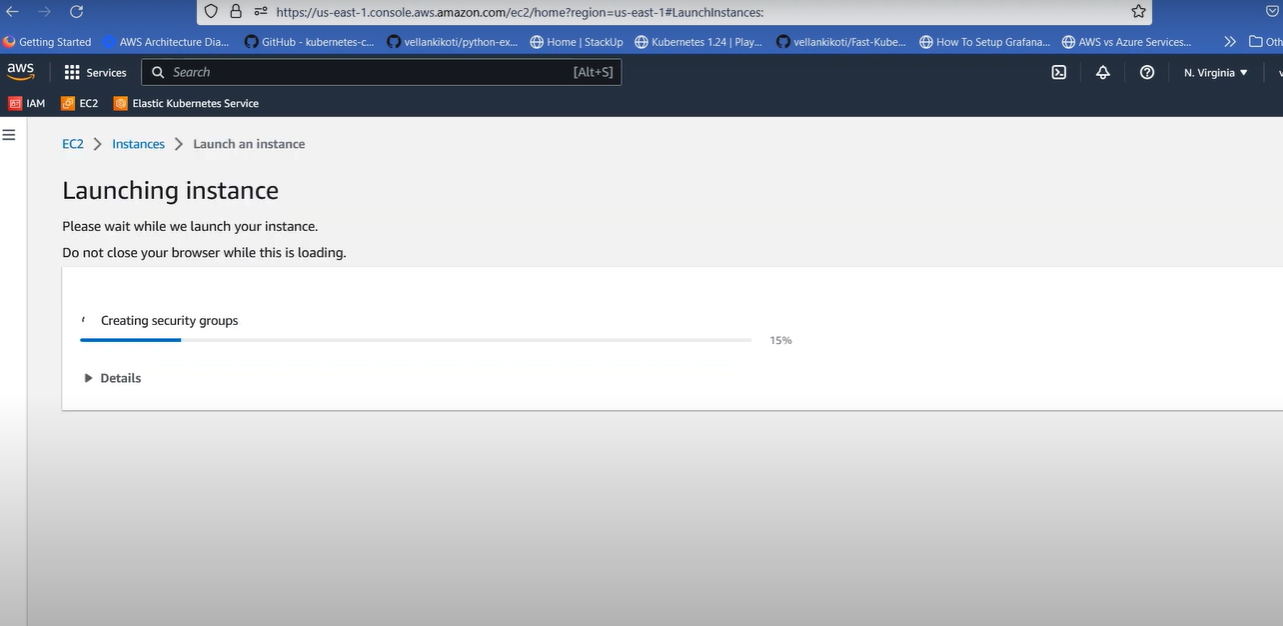 https://us-east-1.console.aws.amazon.com/ec2/home?region=us-east-1#LaunchInstances:
Getting Started AWS Architecture Dia... GitHub - kubernetes-c... vellankikoti/python-ex... Home | StackUp Kubernetes 1.24 | Play... vellankikoti/Fast-Kube... How To Setup Grafana... AWS vs Azure Services... Oth
aws Services Search [Alt+S] N. Virginia
IAM EC2 Elastic Kubernetes Service
EC2 Instances Launch an instance
Launching instance
Please wait while we launch your instance.
Do not close your browser while this is loading.
Creating security groups
15%
Details